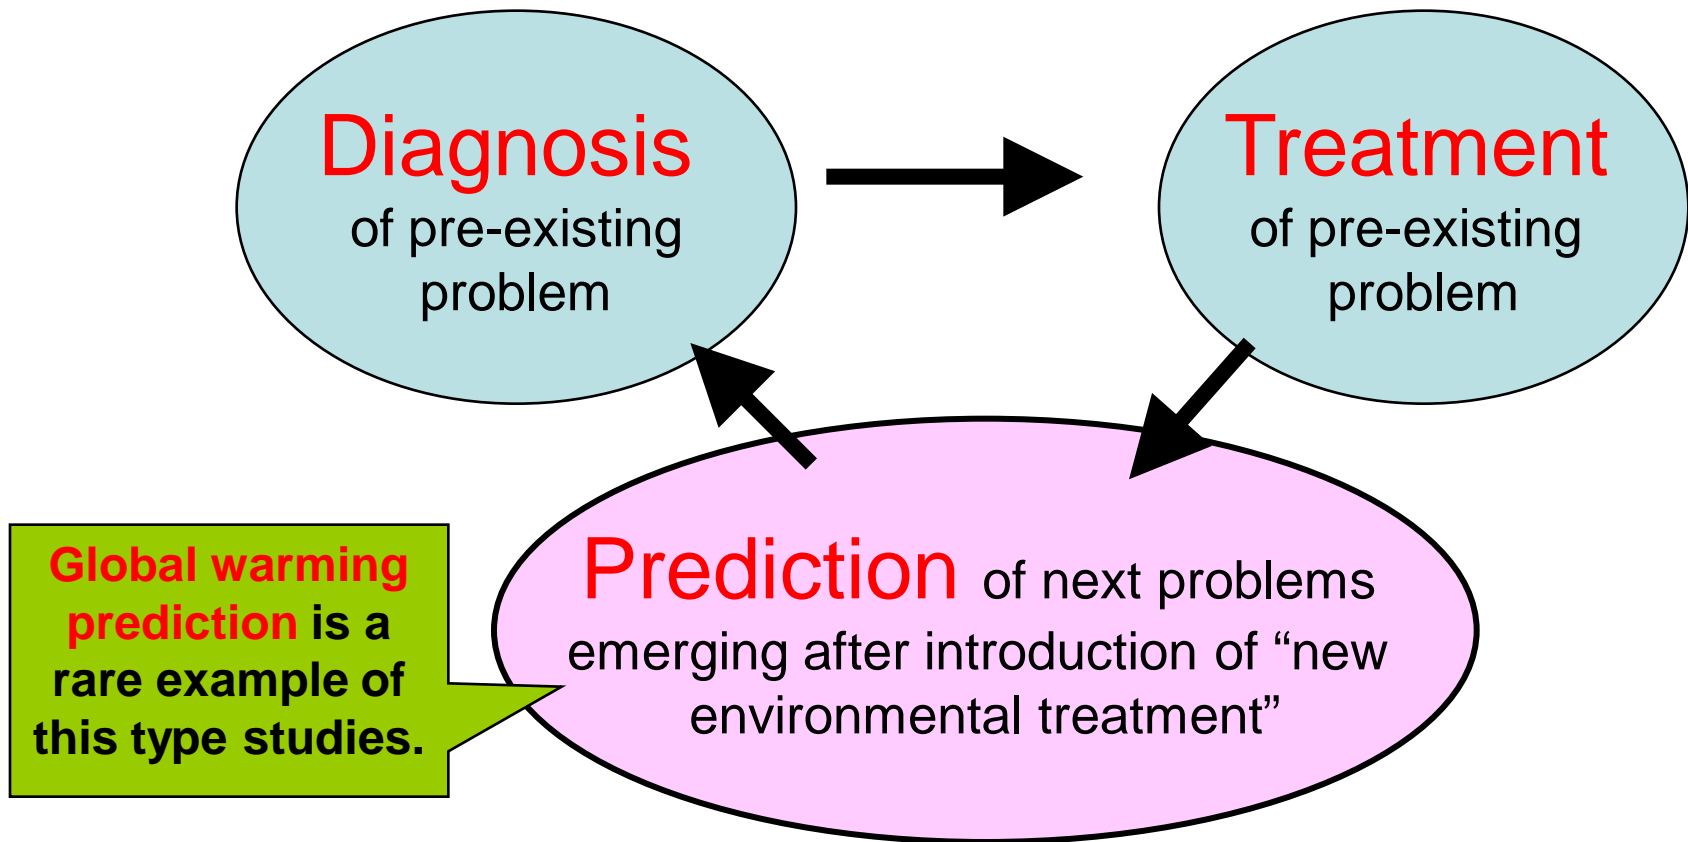 Diagnosis
of pre-existing
problem
Treatment
of pre-existing
problem
Prediction of next problems
emerging after introduction of “new
environmental treatment”
Global warming
prediction is a
rare example of
this type studies.